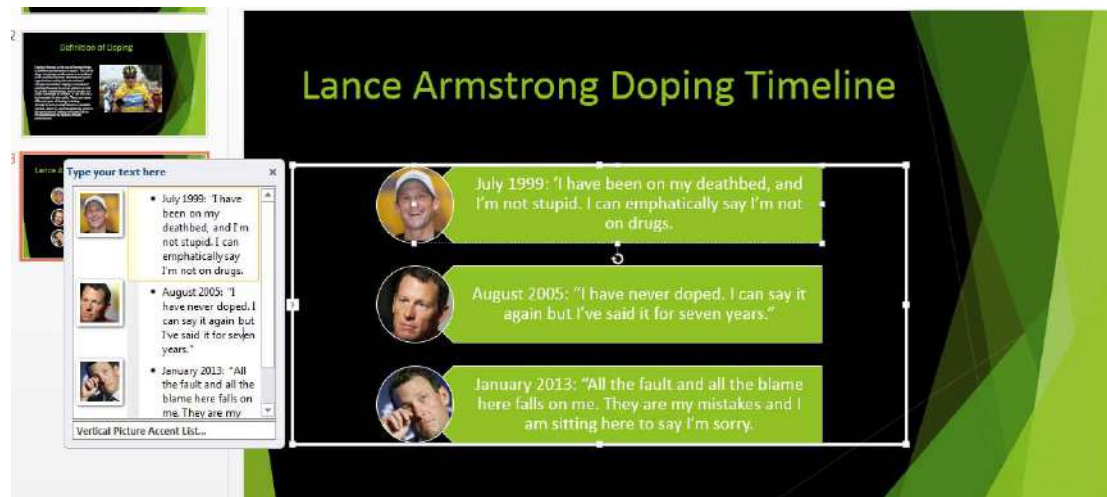 2
Definition of Doping
3
Lance Armstrong Doping Timeline
Type your text here
July 1999: 'I have
been on my
deathbed, and I'm
not stupid. I can
emphatically say
I'm not on drugs.
August 2005: "I
have never doped. I
can say it again but
I've said it for seven
years."
January 2013: "All
the fault and all the
blame here falls on
me. They are my
Vertical Picture Accent List...
July 1999: 'I have been on my deathbed, and
I'm not stupid. I can emphatically say I'm not
on drugs.
August 2005: "I have never doped. I can say it
again but I've said it for seven years."
January 2013: "All the fault and all the blame
here falls on me. They are my mistakes and I
am sitting here to say I'm sorry.